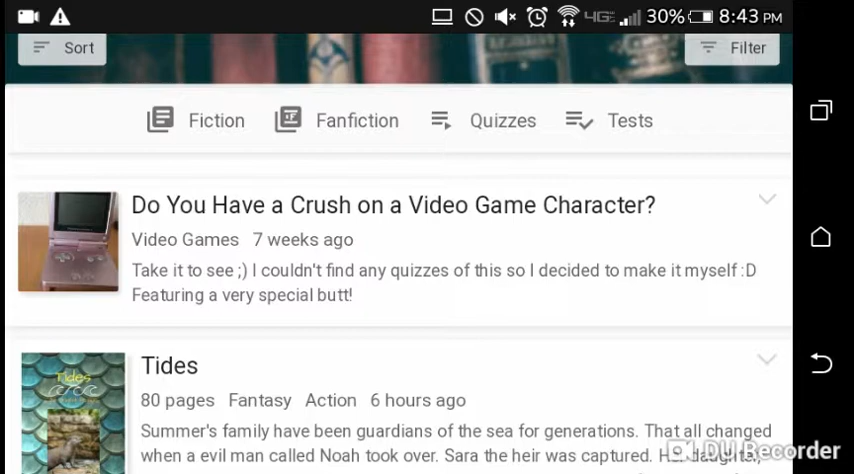 4G 30% 8:43 PM
Sort Filter
Fiction Fanfiction Quizzes Tests
Do You Have a Crush on a Video Game Character?
Video Games 7 weeks ago
Take it to see ;) I couldn't find any quizzes of this so I decided to make it myself :D
Featuring a very special butt!
Tides
Tides
80 pages Fantasy Action 6 hours ago
Summer's family have been guardians of the sea for generations. That all changed
when a evil man called Noah took over. Sara the heir was captured. Her daughter,
DU Recorder